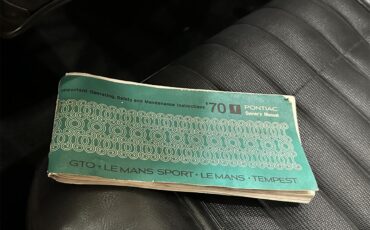 Important Operating, Safety and Maintenance Instructions
'70 PONTIAC
Owner's Manual
GTO · LE MANS SPORT · LE MANS · TEMPEST